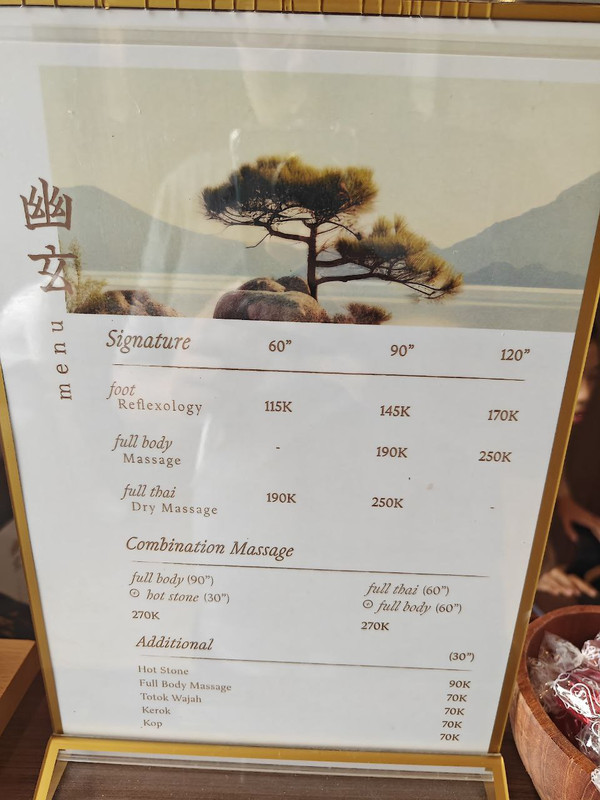 幽玄
menu
Signature 60” 90” 120”
foot
Reflexology 115K 145K 170K
full body
Massage - 190K 250K
full thai
Dry Massage 190K 250K -
Combination Massage
full body (90”)
hot stone (30”)
270K
full thai (60”)
full body (60”)
270K
Additional (30”)
Hot Stone 90K
Full Body Massage 70K
Totok Wajah 70K
Kerok 70K
Kop 70K